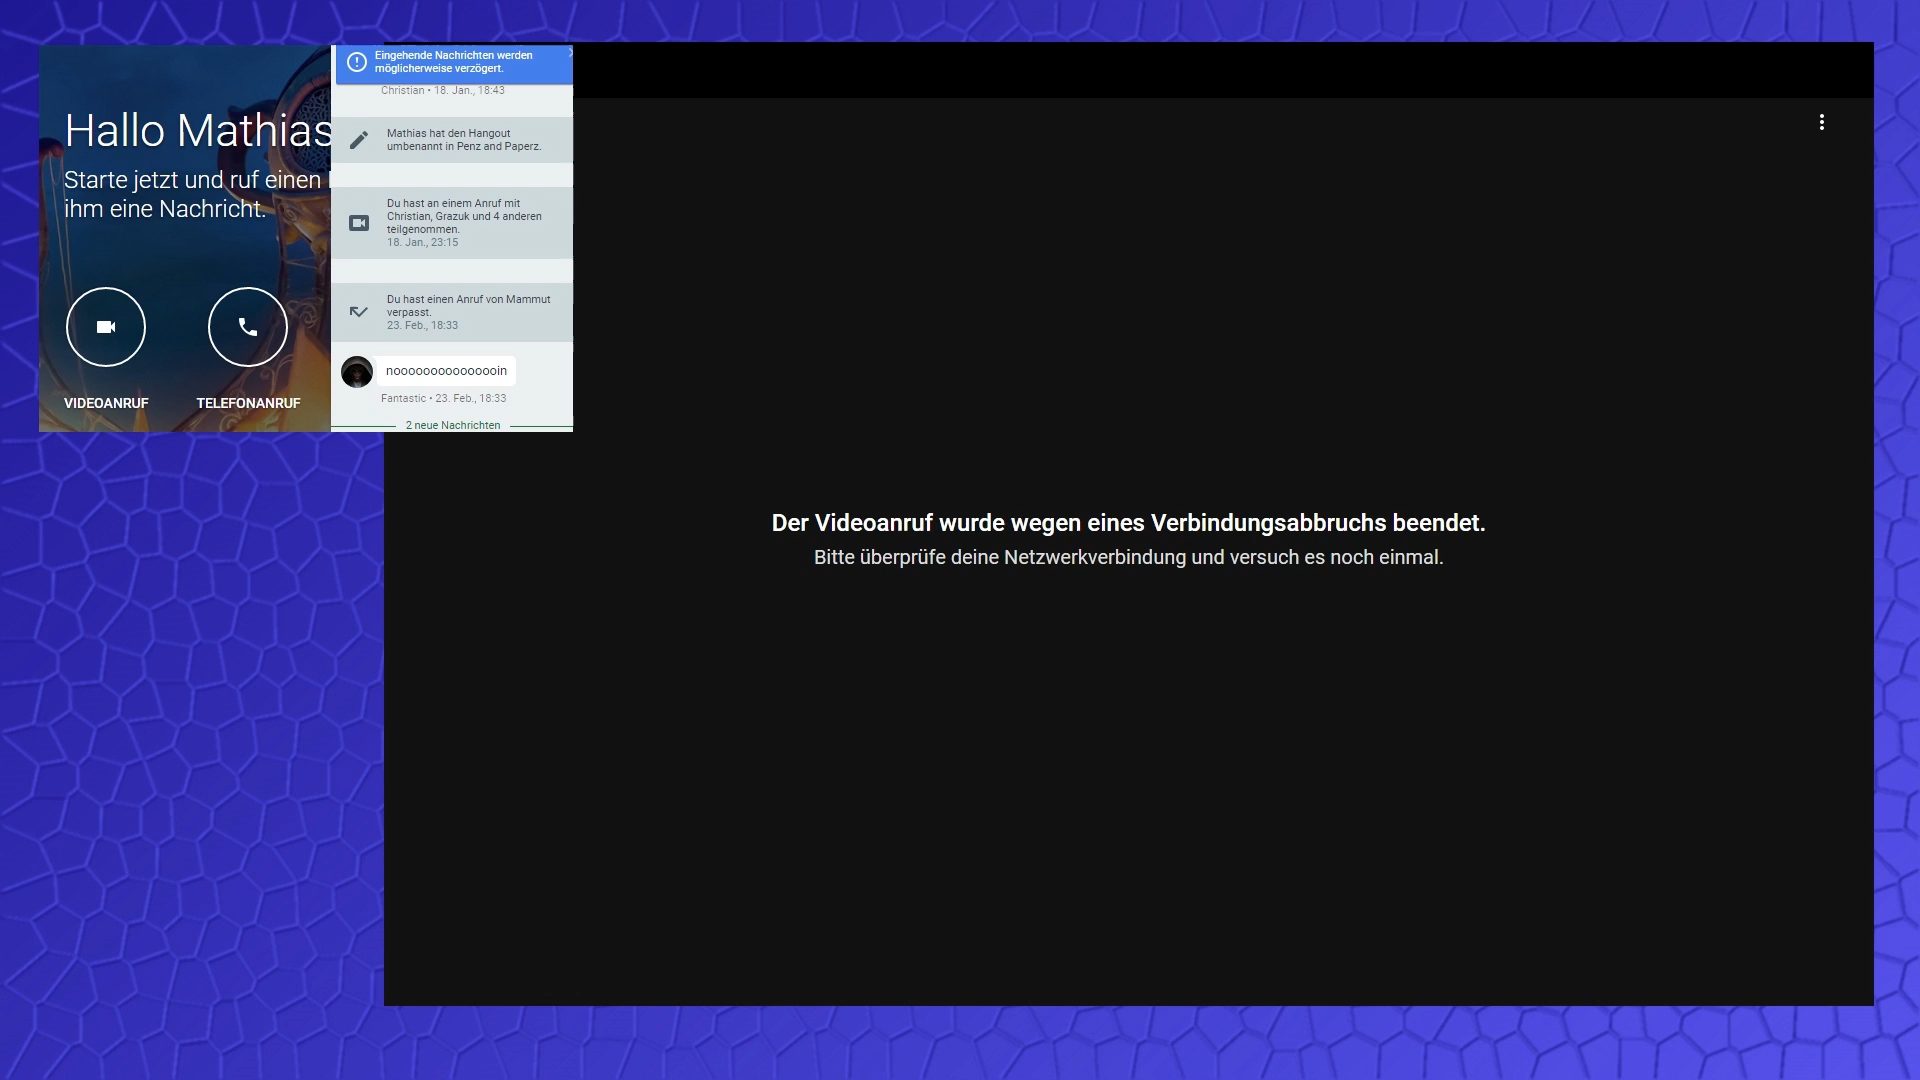 Hallo Mathias
Starte jetzt und ruf einen
ihm eine Nachricht.
VIDEOANRUF
TELEFONANRUF
Eingehende Nachrichten werden
möglicherweise verzögert.
Christian • 18. Jan., 18:43
Mathias hat den Hangout
umbenannt in Penz and Paperz.
Du hast an einem Anruf mit
Christian, Grazuk und 4 anderen
teilgenommen.
18. Jan., 23:15
Du hast einen Anruf von Mammut
verpasst.
23. Feb., 18:33
noooooooooooooooin
Fantastic • 23. Feb., 18:33
2 neue Nachrichten
Der Videoanruf wurde wegen eines Verbindungsabbruchs beendet.
Bitte überprüfe deine Netzwerkverbindung und versuch es noch einmal.